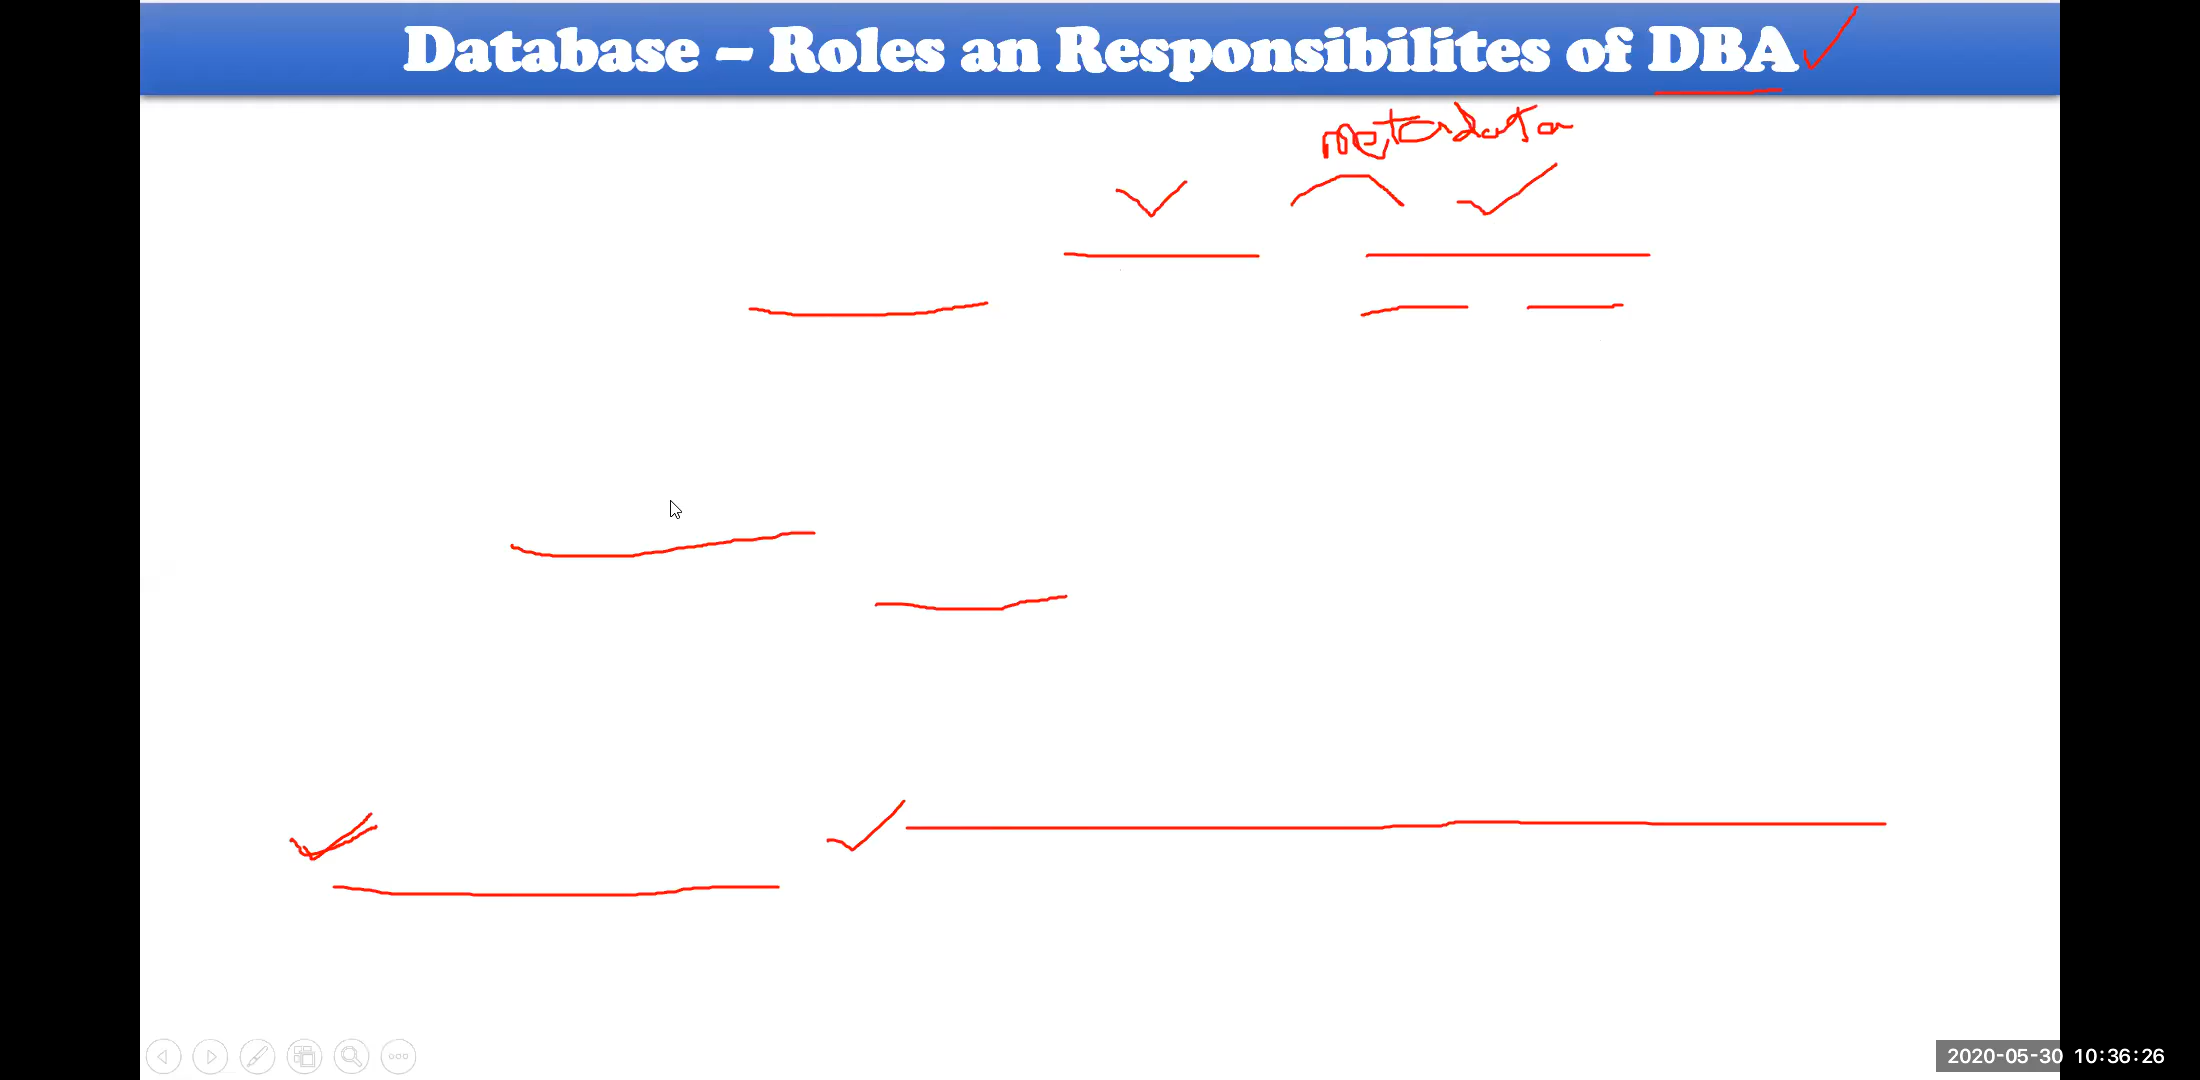 Database – Roles an Responsibilites of DBA
metadata
2020-05-30 10:36:26